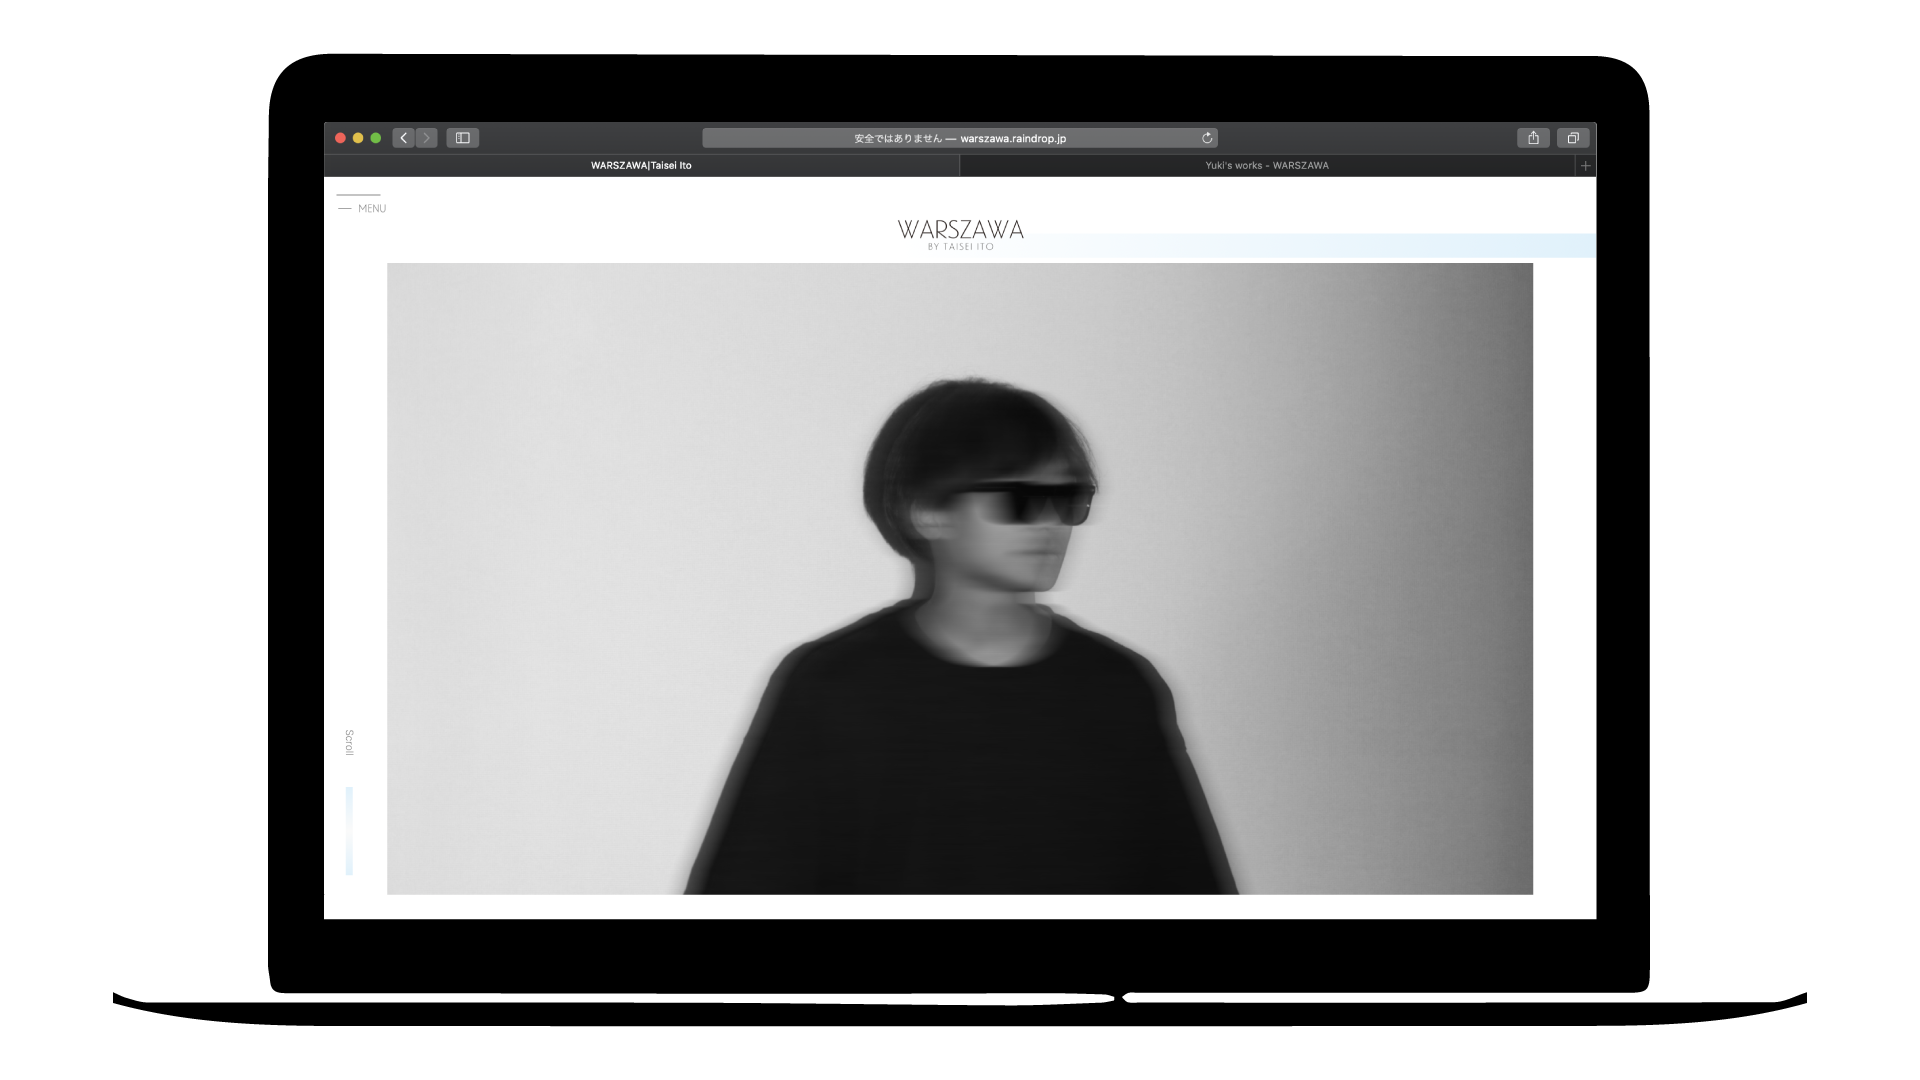 安全ではありません — warszawa.raindrop.jp
WARSZAWA|Taisei Ito
Yuki's works - WARSZAWA
MENU
WARSZAWA
BY TAISEI ITO
Scroll